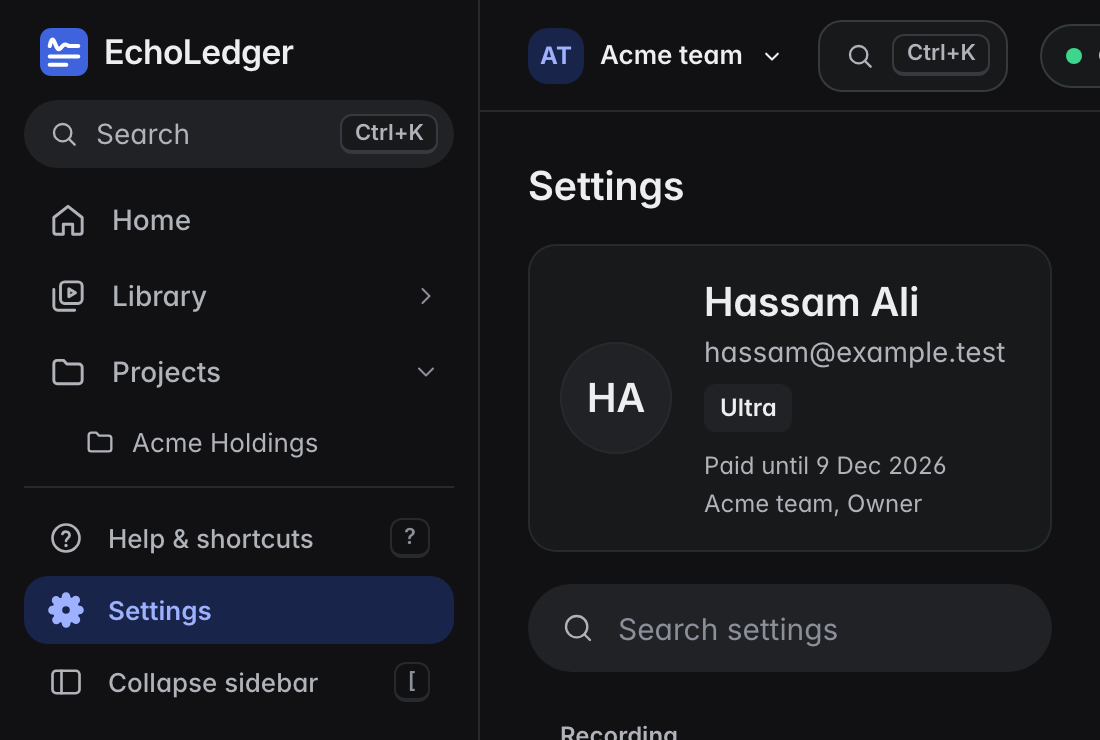 EchoLedger
Search Ctrl+K
Home
Library
Projects
Acme Holdings
Help & shortcuts ?
Settings
Collapse sidebar [
AT Acme team Ctrl+K
Settings
HA
Hassam Ali
hassam@example.test
Ultra
Paid until 9 Dec 2026
Acme team, Owner
Search settings
Recording